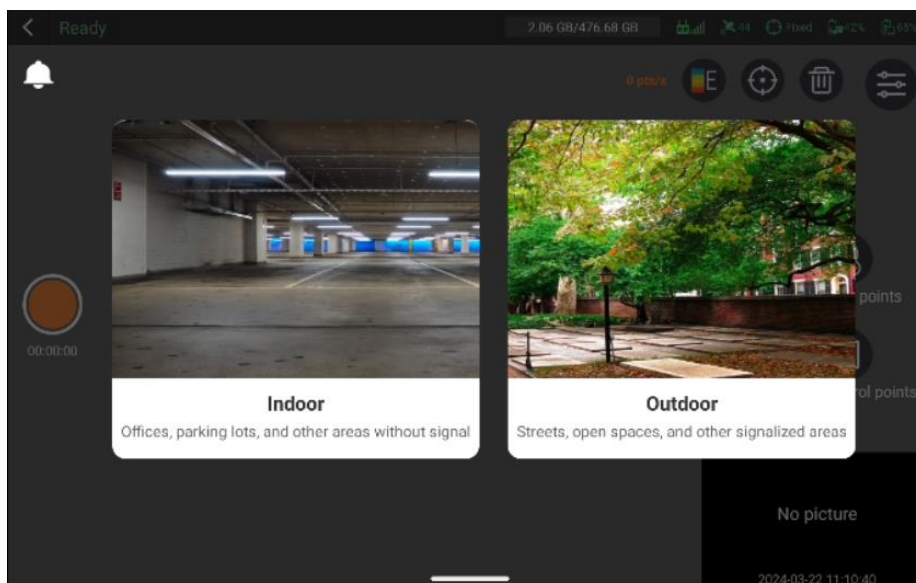 Ready
2.06 GB/476.68 GB
44
Fixed
42%
65%
0 pts/s
E
00:00:00
points
rol points
Indoor
Offices, parking lots, and other areas without signal
Outdoor
Streets, open spaces, and other signalized areas
No picture
2024-03-22 11:10:40